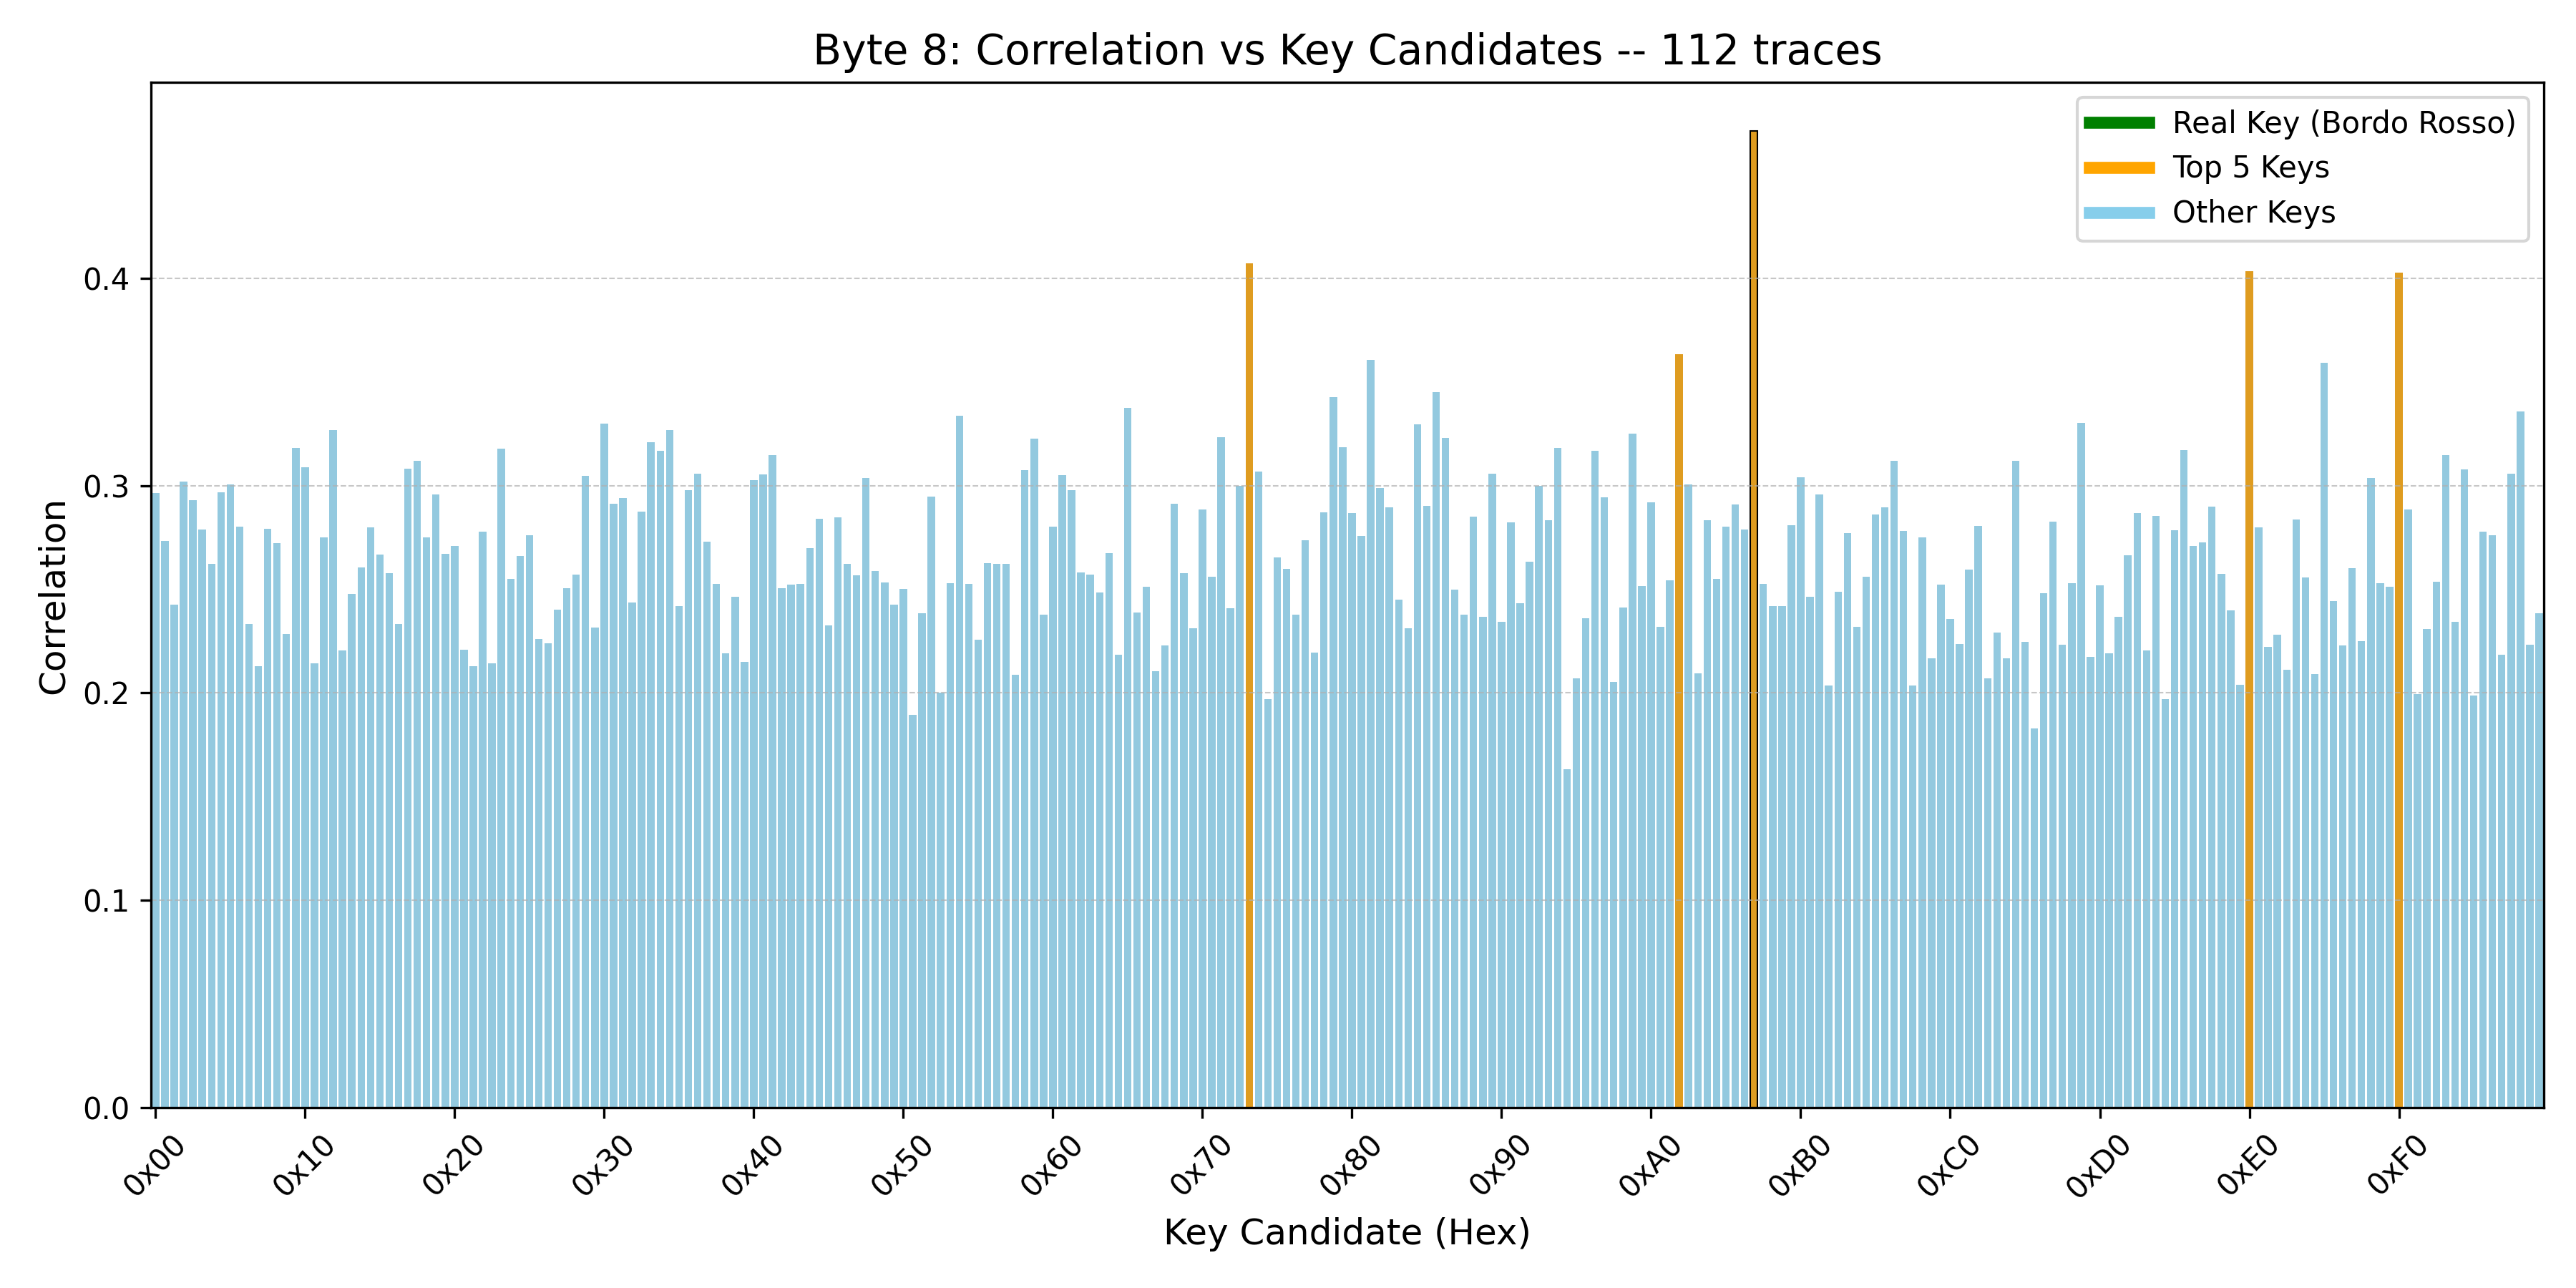 Byte 8: Correlation vs Key Candidates -- 112 traces
Real Key (Bordo Rosso)
Top 5 Keys
Other Keys
Correlation
0.4
0.3
0.2
0.1
0.0
0x00 0x10 0x20 0x30 0x40 0x50 0x60 0x70 0x80 0x90 0xA0 0xB0 0xC0 0xD0 0xE0 0xF0
Key Candidate (Hex)